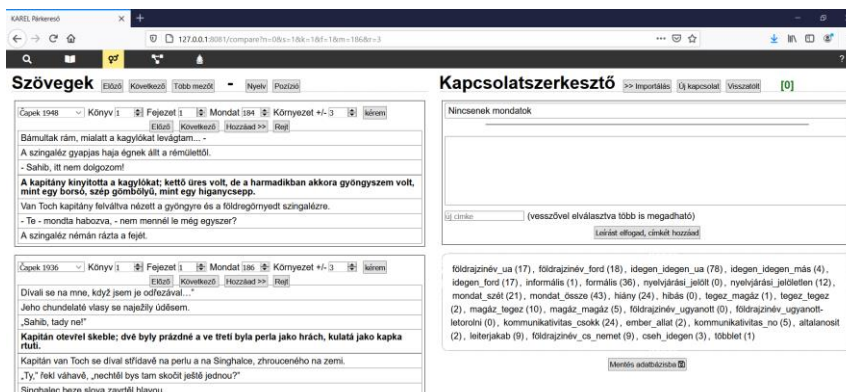 KAREL Párkereső
127.0.0.1:8081/compare?n=0&s=1&k=1&f=1&m=186&r=3
Szövegek Előző Következő Több mezőt - Nyelv Pozíció
Čapek 1948 Könyv 1 Fejezet 1 Mondat 184 Környezet +/- 3 kérem
Előző Következő Hozzáad >> Rejt
Bámultak rám, mialatt a kagylókat levágtam... -
A szingaléz gyapjas haja égnek állt a rémülettől.
- Sahib, itt nem dolgozom!
A kapitány kinyitotta a kagylókat; kettő üres volt, de a harmadikban akkora gyöngyszem volt,
mint egy borsó, szép gömbölyű, mint egy higanycsepp.
Van Toch kapitány felváltva nézett a gyöngyre és a földregörnyedt szingalézre.
- Te - mondta habozva, - nem mennél le még egyszer?
A szingaléz némán rázta a fejét.
Čapek 1936 Könyv 1 Fejezet 1 Mondat 186 Környezet +/- 3 kérem
Előző Következő Hozzáad >> Rejt
Dívali se na mne, když jsem je odřezával..."
Jeho chundelaté vlasy se naježily úděsem.
„Sahib, tady ne!"
Kapitán otevřel škeble; dvě byly prázdné a ve třetí byla perla jako hrách, kulatá jako kapka
rtuti.
Kapitán van Toch se díval střídavě na perlu a na Singhalce, zhrouceného na zemi.
„Ty," řekl váhavě, „nechtěl bys tam skočit ještě jednou?"
Singhalec beze slova zavrtěl hlavou.
Kapcsolatszerkesztő >> Importálás Új kapcsolat Visszatölt [0]
Nincsenek mondatok
új címke (vesszővel elválasztva több is megadható)
Leírást elfogad, címkét hozzáad
földrajzinév_ua (17), földrajzinév_ford (18), idegen_idegen_ua (78), idegen_idegen_más (4),
idegen_ford (17), informális (1), formális (36), nyelvjárási_jelölt (0), nyelvjárási_jelöletlen (12),
mondat_szét (21), mondat_össze (43), hiány (24), hibás (0), tegez_magáz (1), tegez_tegez
(2), magáz_tegez (10), magáz_magáz (5), földrajzinév_ugyanott (0), földrajzinév_ugyanott-
letorolni (0), kommunikativitas_csokk (24), ember_allat (2), kommunikativitas_no (5), altalanosit
(2), leiterjakab (9), földrajzinév_cs_nemet (9), cseh_idegen (3), többlet (1)
Mentés adatbázisba